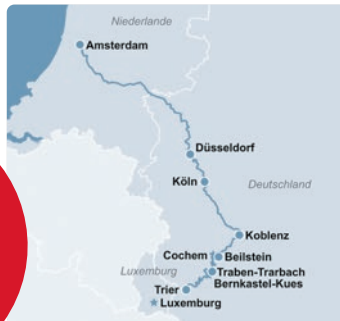 Niederlande
Amsterdam
Düsseldorf
Köln
Deutschland
Koblenz
Cochem
Beilstein
Luxemburg
Traben-Trarbach
Bernkastel-Kues
Trier
Luxemburg